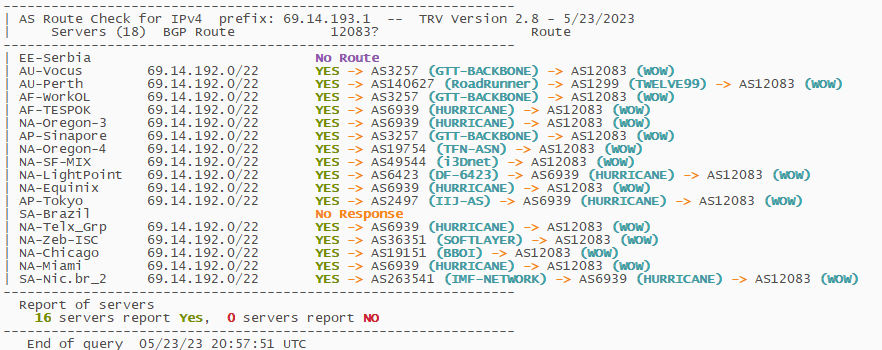 ---------------------------------------------------------------
| AS Route Check for IPv4  prefix: 69.14.193.1  --  TRV Version 2.8 - 5/23/2023
|     Servers (18)  BGP Route            12083?                    Route
---------------------------------------------------------------
| EE-Serbia                            No Route
| AU-Vocus        69.14.192.0/22       YES -> AS3257 (GTT-BACKBONE) -> AS12083 (WOW)
| AU-Perth        69.14.192.0/22       YES -> AS140627 (RoadRunner) -> AS1299 (TWELVE99) -> AS12083 (WOW)
| AF-WorkOL       69.14.192.0/22       YES -> AS3257 (GTT-BACKBONE) -> AS12083 (WOW)
| AF-TESPOK       69.14.192.0/22       YES -> AS6939 (HURRICANE) -> AS12083 (WOW)
| NA-Oregon-3     69.14.192.0/22       YES -> AS6939 (HURRICANE) -> AS12083 (WOW)
| AP-Sinapore     69.14.192.0/22       YES -> AS3257 (GTT-BACKBONE) -> AS12083 (WOW)
| NA-Oregon-4     69.14.192.0/22       YES -> AS19754 (TFN-ASN) -> AS12083 (WOW)
| NA-SF-MIX       69.14.192.0/22       YES -> AS49544 (i3Dnet) -> AS12083 (WOW)
| NA-LightPoint   69.14.192.0/22       YES -> AS6423 (DF-6423) -> AS6939 (HURRICANE) -> AS12083 (WOW)
| NA-Equinix      69.14.192.0/22       YES -> AS6939 (HURRICANE) -> AS12083 (WOW)
| AP-Tokyo        69.14.192.0/22       YES -> AS2497 (IIJ-AS) -> AS6939 (HURRICANE) -> AS12083 (WOW)
| SA-Brazil                            No Response
| NA-Telx_Grp     69.14.192.0/22       YES -> AS6939 (HURRICANE) -> AS12083 (WOW)
| NA-Zeb-ISC      69.14.192.0/22       YES -> AS36351 (SOFTLAYER) -> AS12083 (WOW)
| NA-Chicago      69.14.192.0/22       YES -> AS19151 (BBOI) -> AS12083 (WOW)
| NA-Miami        69.14.192.0/22       YES -> AS6939 (HURRICANE) -> AS12083 (WOW)
| SA-Nic.br_2     69.14.192.0/22       YES -> AS263541 (IMF-NETWORK) -> AS6939 (HURRICANE) -> AS12083 (WOW)
---------------------------------------------------------------
  Report of servers
    16 servers report Yes,  0 servers report NO
---------------------------------------------------------------
   End of query  05/23/23 20:57:51 UTC